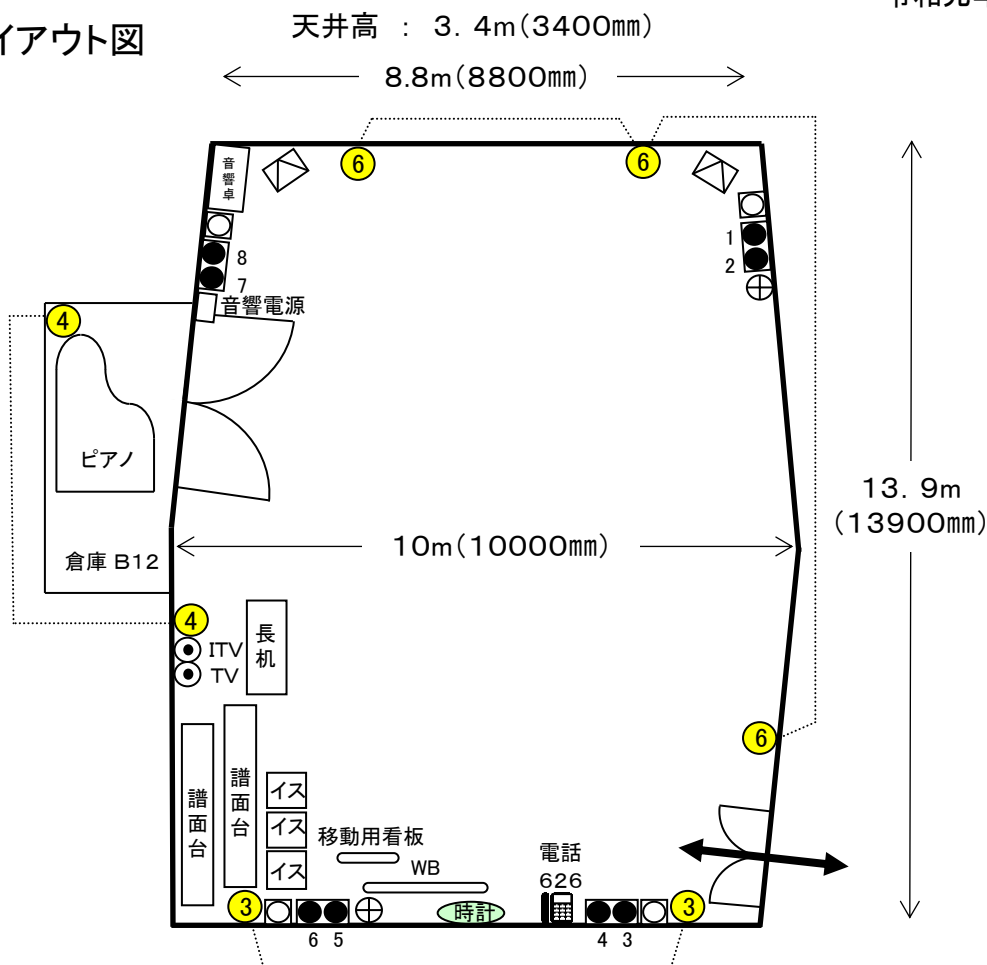 イアウト図
天井高 : 3.4m(3400㎜)
8.8m(8800㎜)
6
6
音響卓
8
7
1
2
音響電源
4
ピアノ
倉庫 B12
10m(10000㎜)
13.9m
(13900㎜)
4
ITV
TV
長机
6
譜面台
譜面台
イス
イス
イス
移動用看板
WB
電話
626
時計
3
3
6 5
4 3